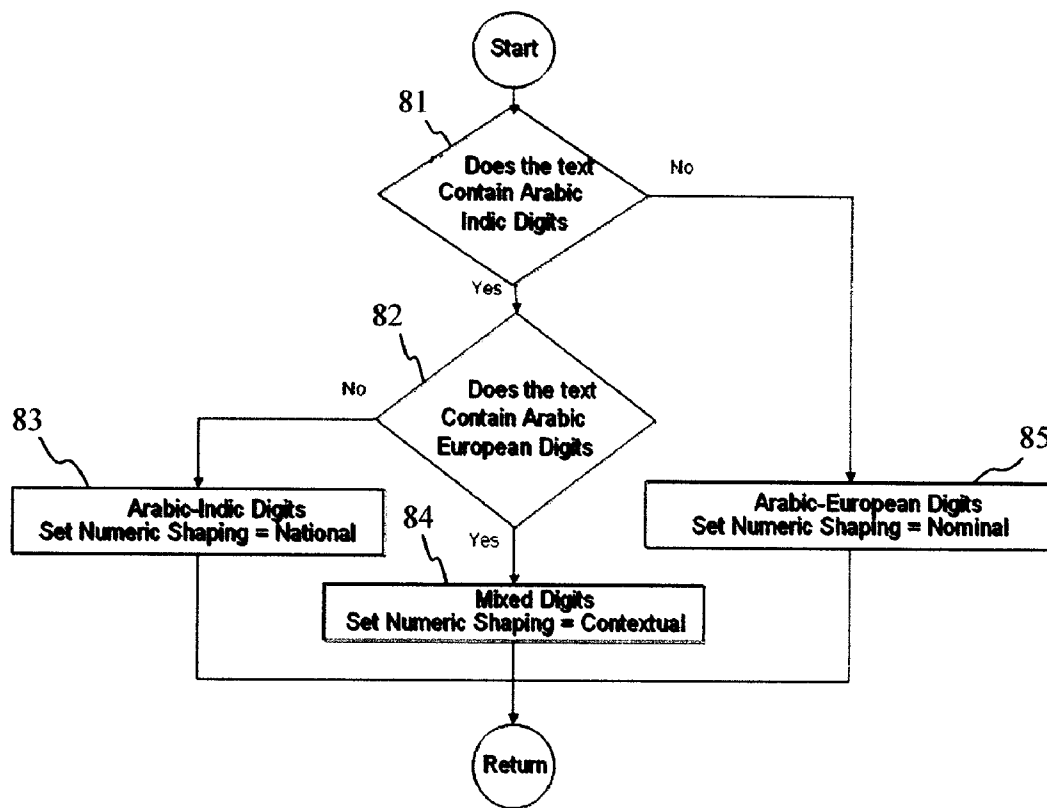 Start
81
Does the text
Contain Arabic
Indic Digits
No
Yes
82
Does the text
Contain Arabic
European Digits
No
83
Arabic-Indic Digits
Set Numeric Shaping = National
85
Arabic-European Digits
Set Numeric Shaping = Nominal
Yes
84
Mixed Digits
Set Numeric Shaping = Contextual
Return